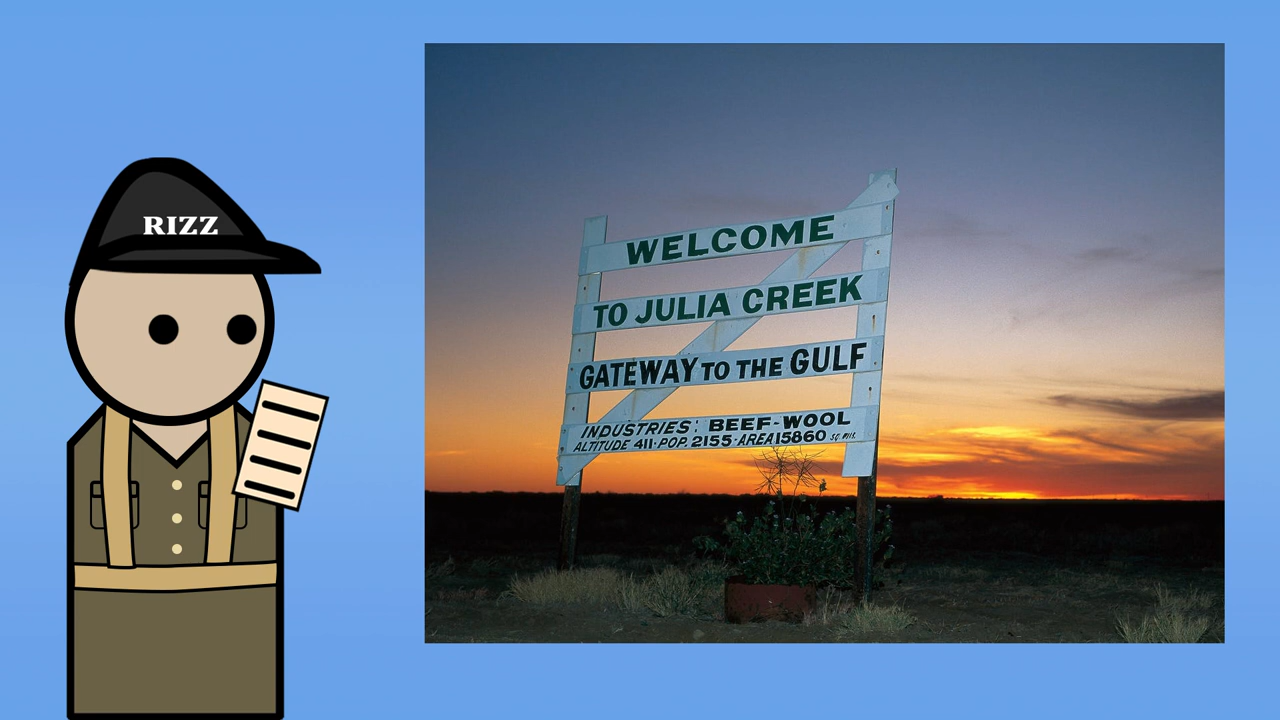 RIZZ
WELCOME
TO JULIA CREEK
GATEWAY TO THE GULF
INDUSTRIES: BEEF-WOOL
ALTITUDE 411·POP. 2155·AREA 15860 SQ. MLS.